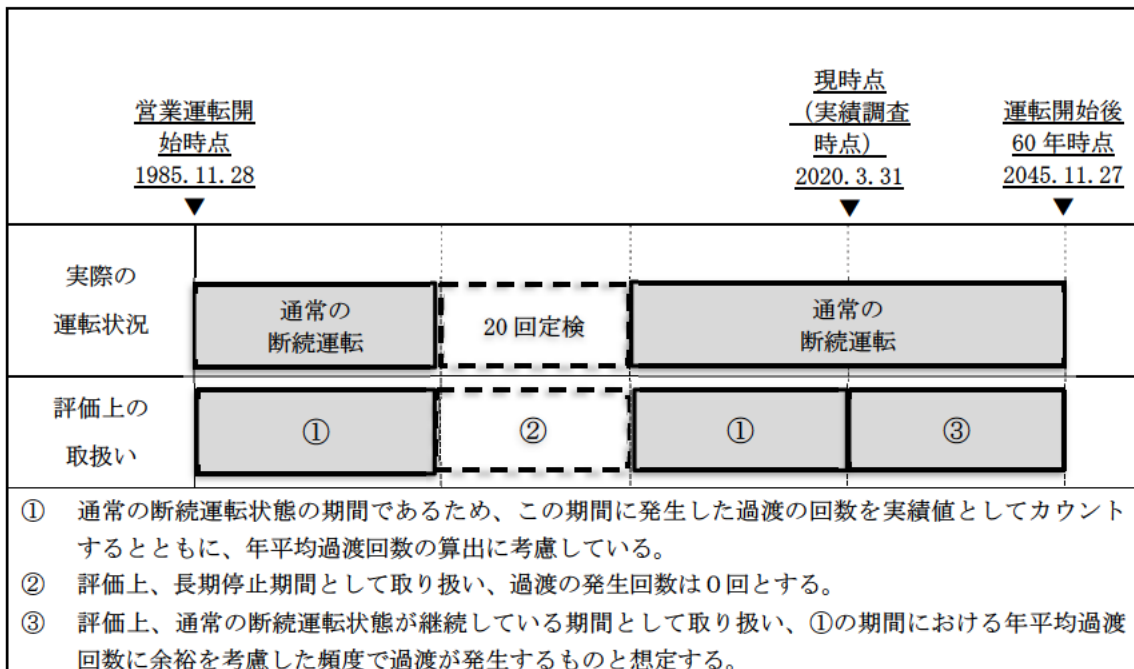 営業運転開
始時点
1985.11.28
▼
現時点
（実績調査
時点）
2020.3.31
▼
運転開始後
60 年時点
2045.11.27
▼
実際の
運転状況
通常の
断続運転
20 回定検
通常の
断続運転
評価上の
取扱い
①
②
①
③
① 通常の断続運転状態の期間であるため、この期間に発生した過渡の回数を実績値としてカウント
するとともに、年平均過渡回数の算出に考慮している。
② 評価上、長期停止期間として取り扱い、過渡の発生回数は０回とする。
③ 評価上、通常の断続運転状態が継続している期間として取り扱い、①の期間における年平均過渡
回数に余裕を考慮した頻度で過渡が発生するものと想定する。